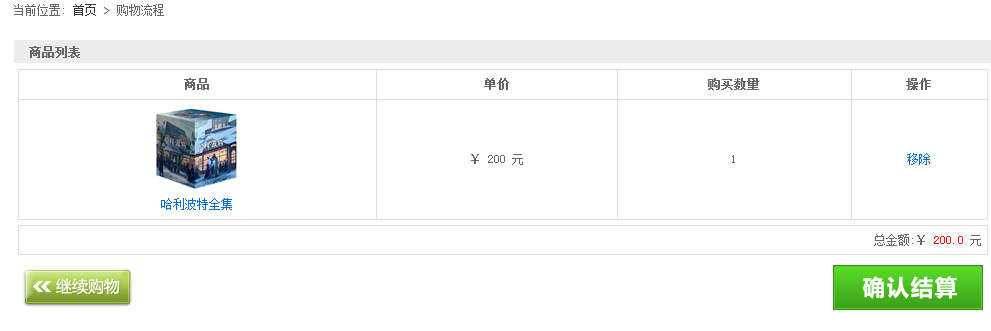 当前位置: 首页 > 购物流程
商品列表
商品 单价 购买数量 操作
哈利波特全集 ￥ 200 元 1 移除
总金额:￥ 200.0 元
继续购物 确认结算